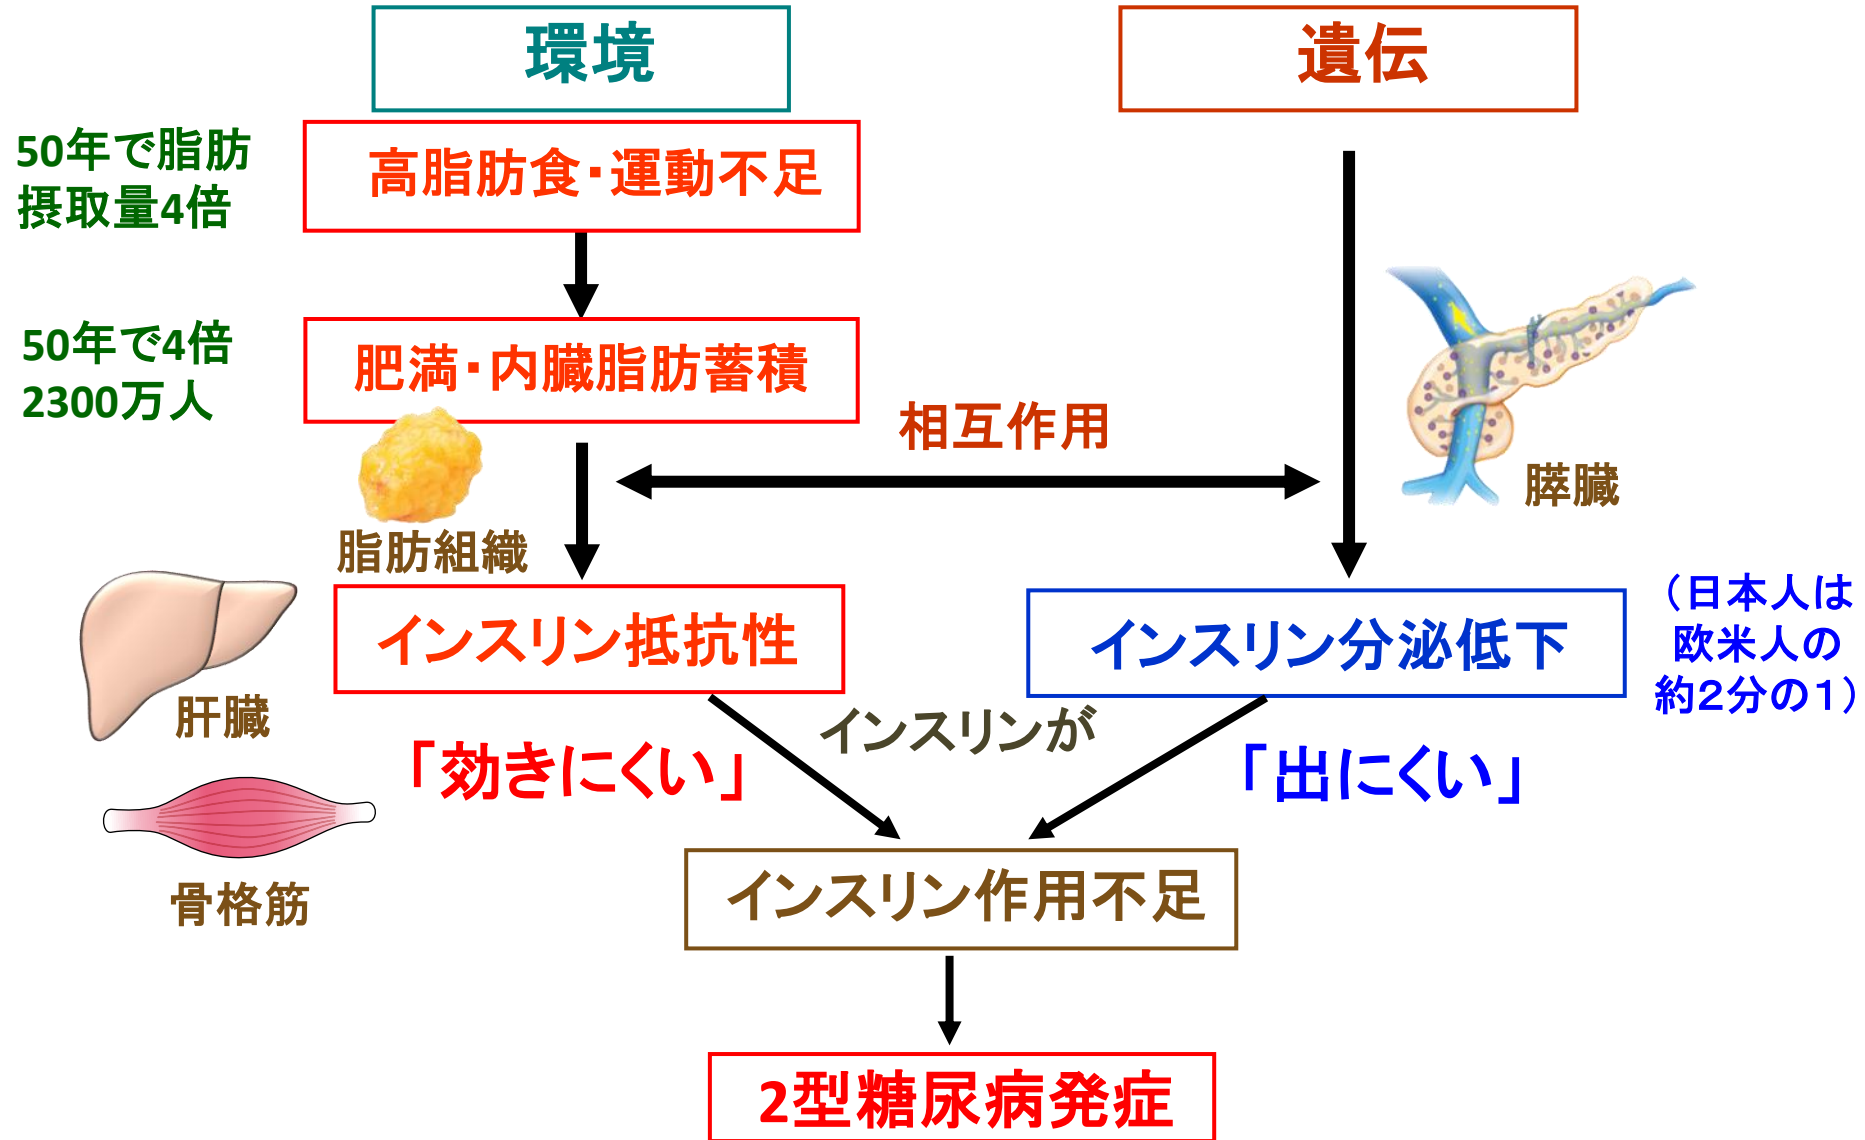 環境
遺伝
50年で脂肪
摂取量4倍
高脂肪食・運動不足
50年で4倍
2300万人
肥満・内臓脂肪蓄積
相互作用
膵臓
脂肪組織
インスリン抵抗性
インスリン分泌低下
（日本人は
欧米人の
約２分の１）
肝臓
インスリンが
「効きにくい」
「出にくい」
骨格筋
インスリン作用不足
2型糖尿病発症